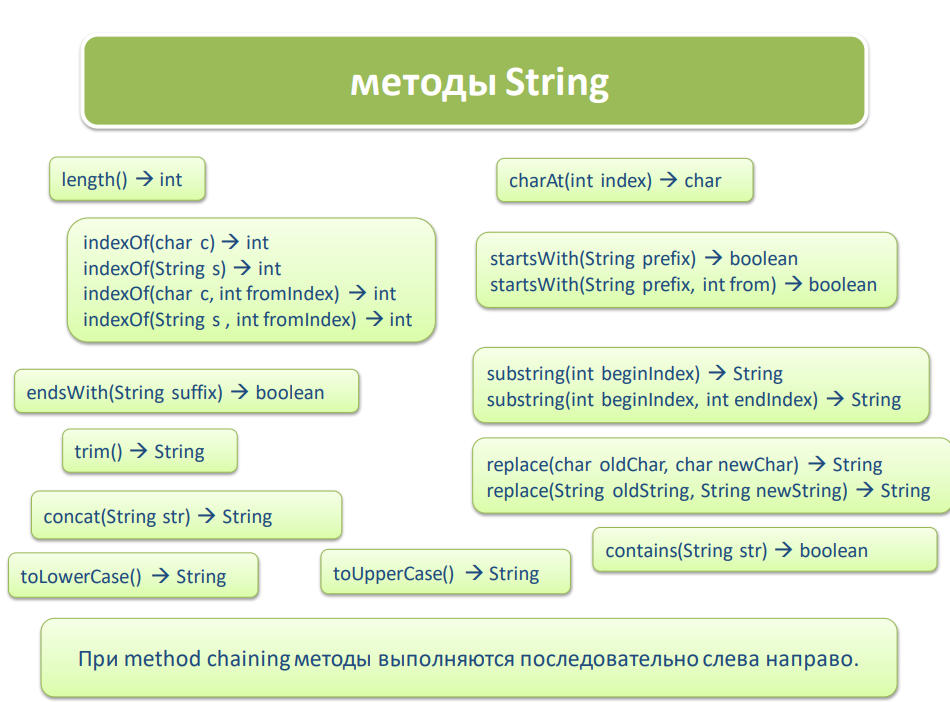 методы String
length() → int
charAt(int index) → char
indexOf(char c) → int
indexOf(String s) → int
indexOf(char c, int fromIndex) → int
indexOf(String s , int fromIndex) → int
startsWith(String prefix) → boolean
startsWith(String prefix, int from) → boolean
endsWith(String suffix) → boolean
substring(int beginIndex) → String
substring(int beginIndex, int endIndex) → String
trim() → String
replace(char oldChar, char newChar) → String
replace(String oldString, String newString) → String
concat(String str) → String
contains(String str) → boolean
toLowerCase() → String
toUpperCase() → String
При method chaining методы выполняются последовательно слева направо.